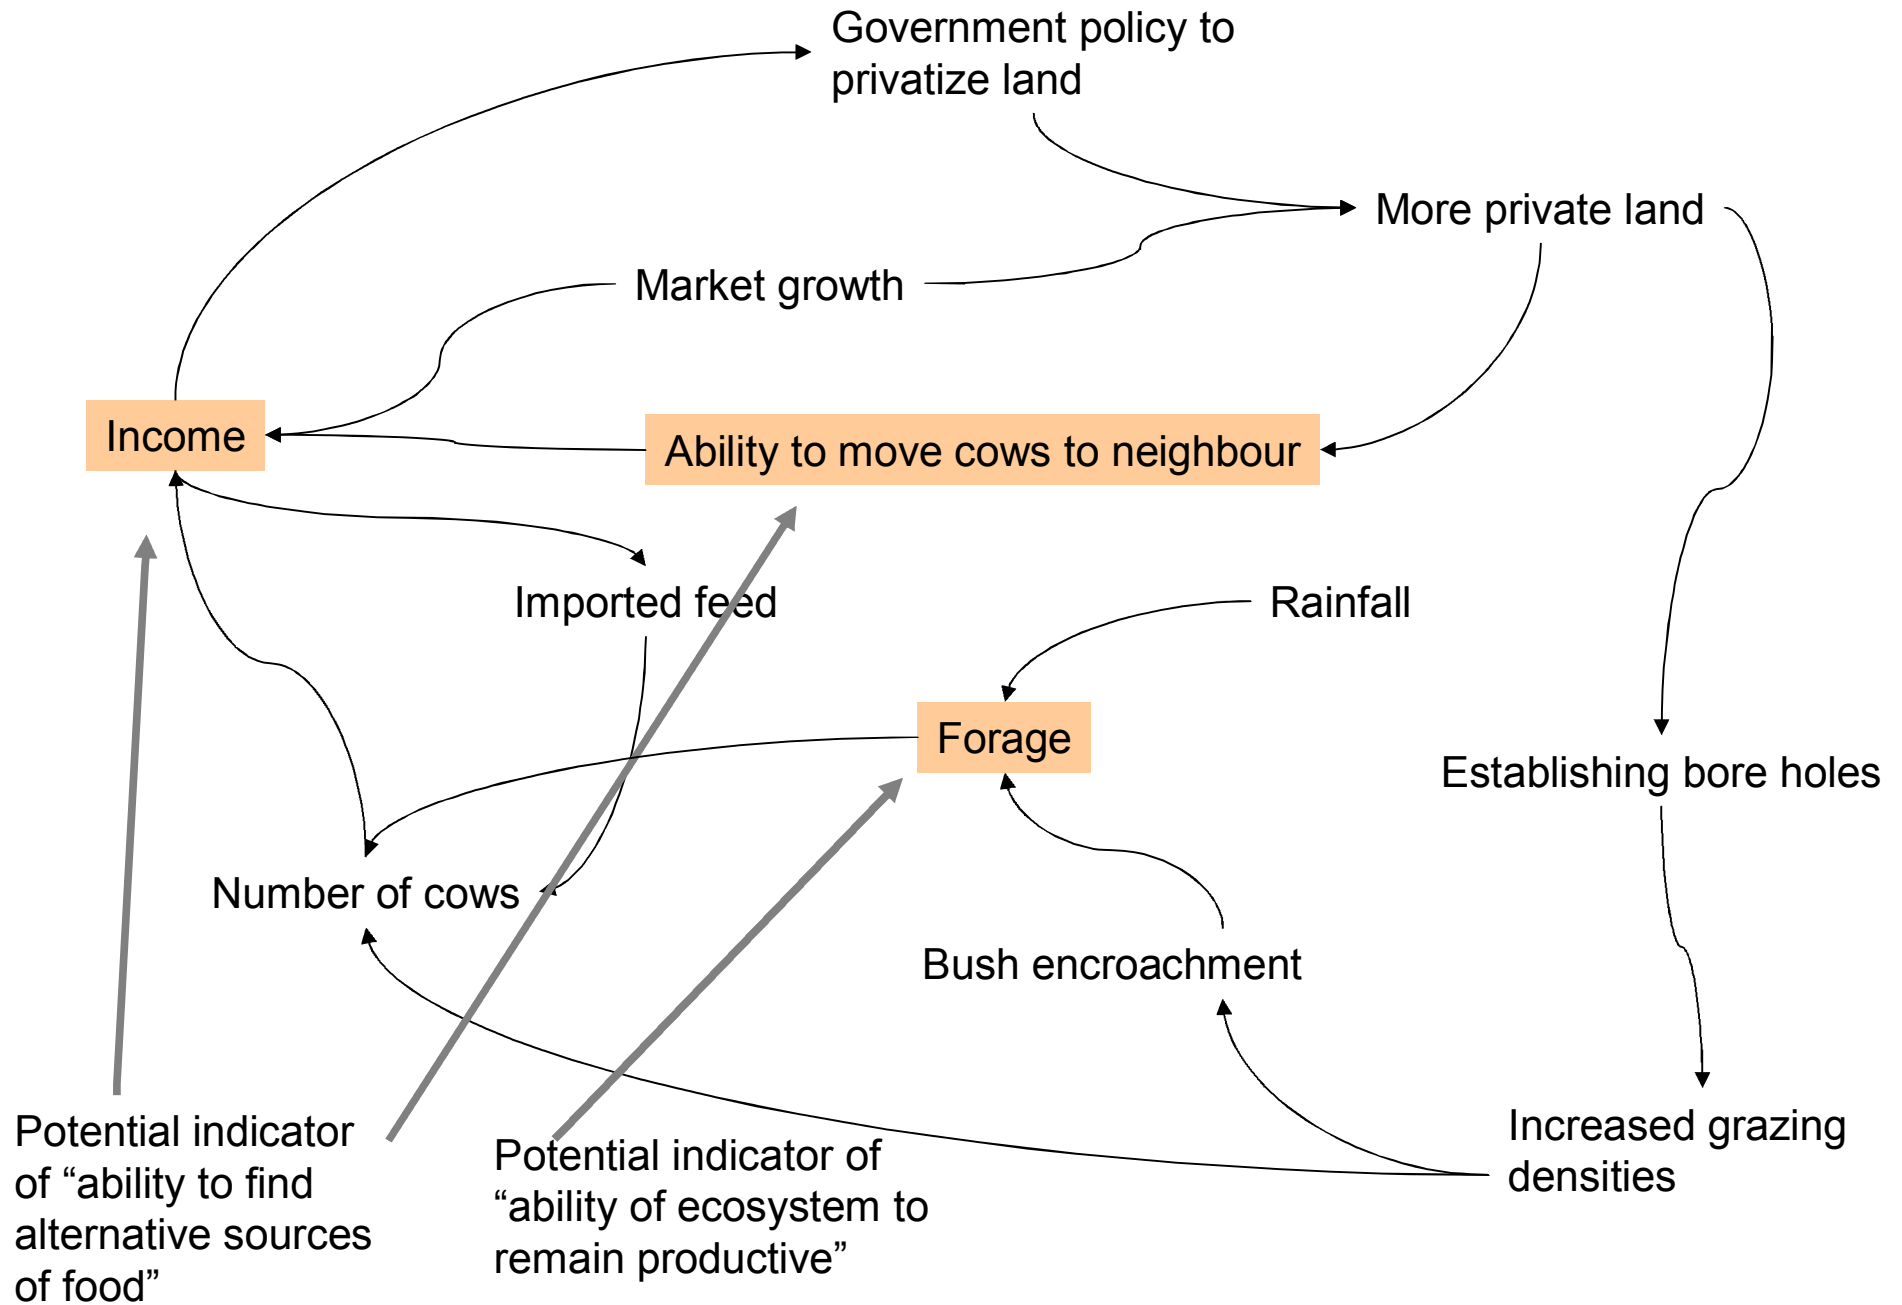 Government policy to
privatize land
More private land
Market growth
Income
Ability to move cows to neighbour
Imported feed
Rainfall
Forage
Establishing bore holes
Number of cows
Bush encroachment
Increased grazing
densities
Potential indicator
of “ability to find
alternative sources
of food”
Potential indicator of
“ability of ecosystem to
remain productive”